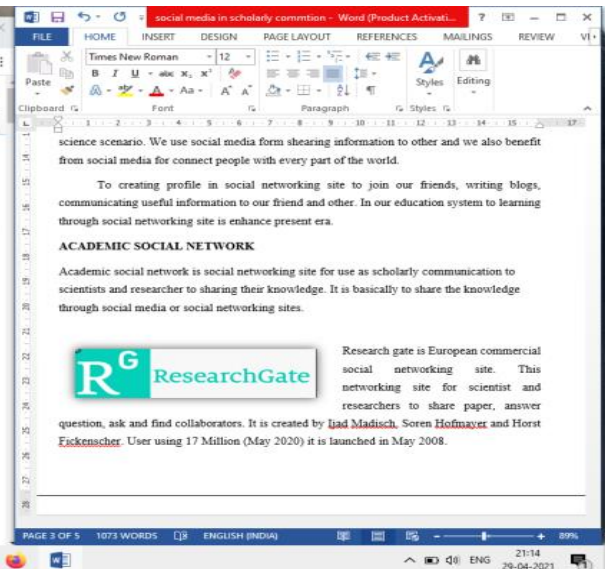 social media in scholarly commtion - Word (Product Activati...
FILE HOME INSERT DESIGN PAGE LAYOUT REFERENCES MAILINGS REVIEW
Times New Roman 12
Paste
Styles Editing
Clipboard Font Paragraph Styles
science scenario. We use social media form shearing information to other and we also benefit
from social media for connect people with every part of the world.
To creating profile in social networking site to join our friends, writing blogs,
communicating useful information to our friend and other. In our education system to learning
through social networking site is enhance present era.
ACADEMIC SOCIAL NETWORK
Academic social network is social networking site for use as scholarly communication to
scientists and researcher to sharing their knowledge. It is basically to share the knowledge
through social media or social networking sites.
RG ResearchGate
Research gate is European commercial
social networking site. This
networking site for scientist and
researchers to share paper, answer
question, ask and find collaborators. It is created by Ijad Madisch, Soren Hofmayer and Horst
Fickenscher. User using 17 Million (May 2020) it is launched in May 2008.
PAGE 3 OF 5 1073 WORDS ENGLISH (INDIA) 89%
ENG 21:14
29-04-2021